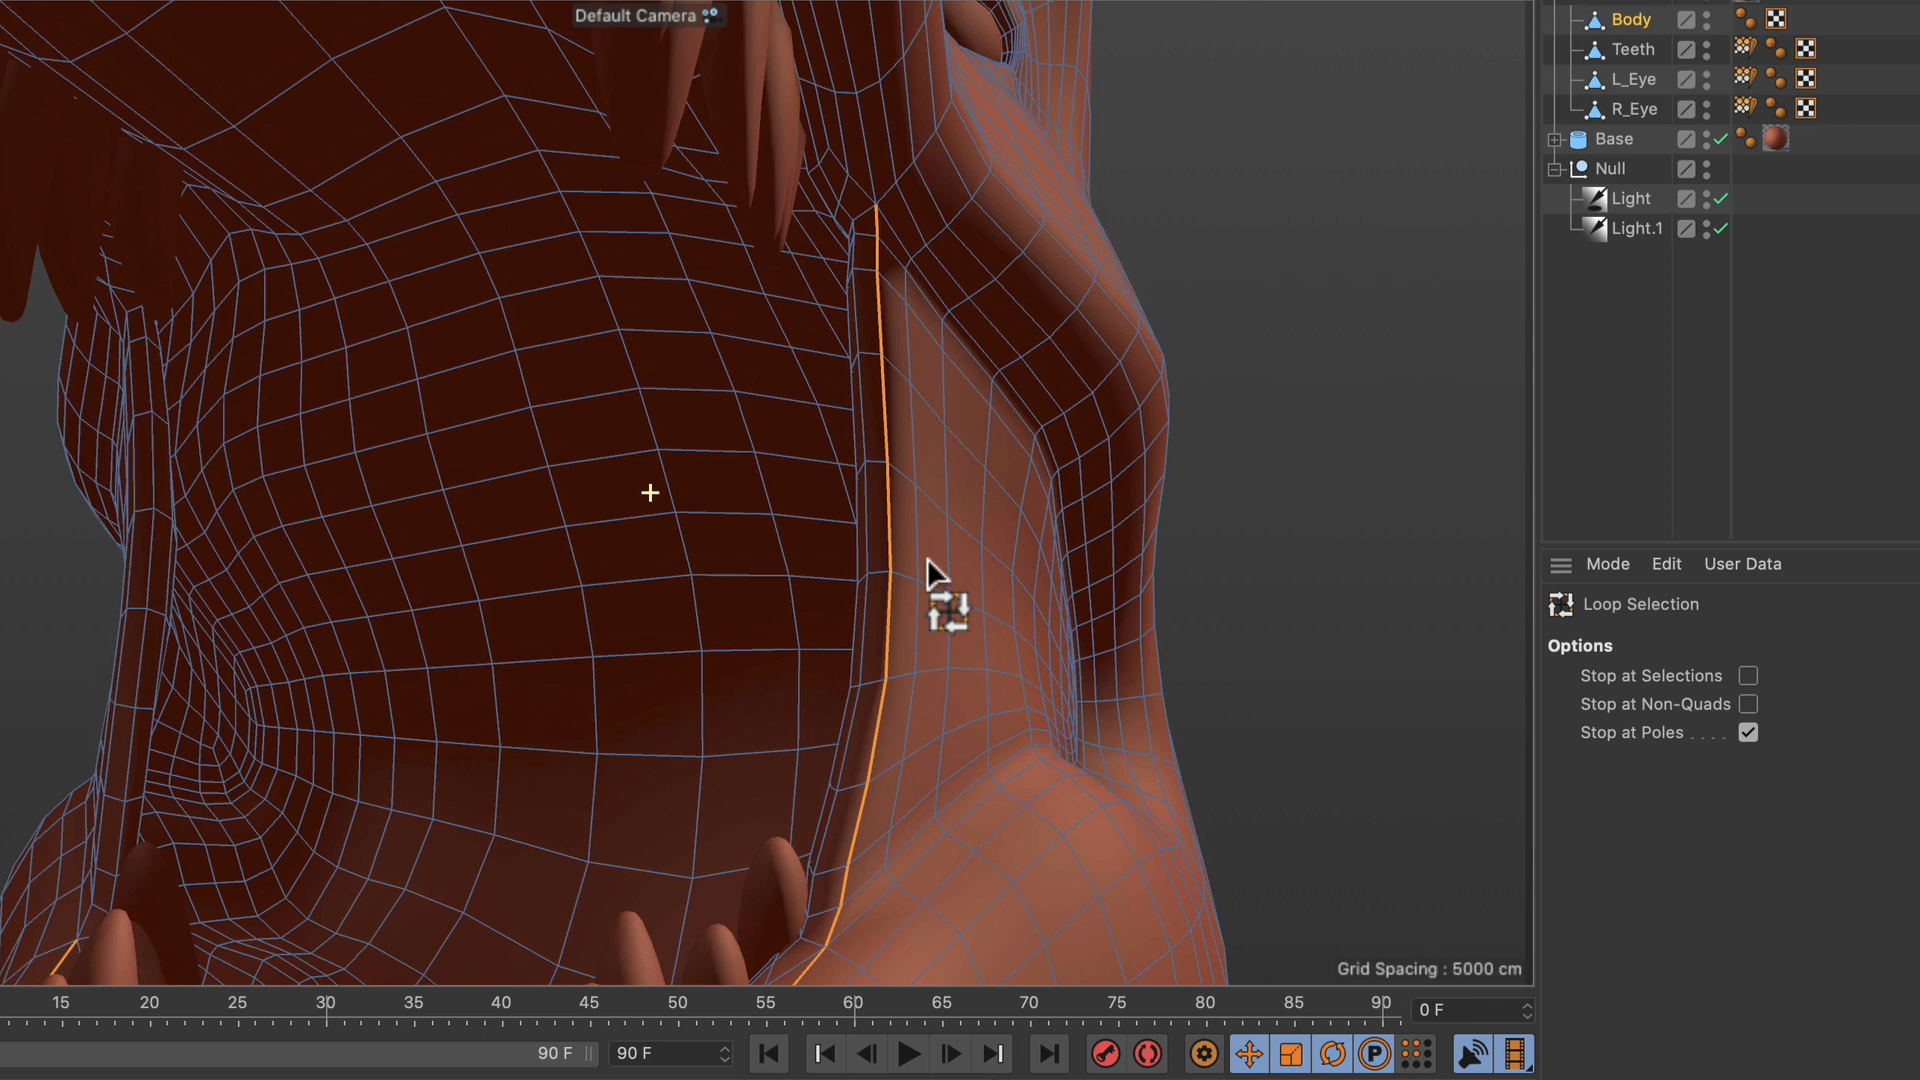 Default Camera
Body
Teeth
L_Eye
R_Eye
Base
Null
Light
Light.1
Mode Edit User Data
Loop Selection
Options
Stop at Selections
Stop at Non-Quads
Stop at Poles . . . .
Grid Spacing : 5000 cm
15 20 25 30 35 40 45 50 55 60 65 70 75 80 85 90 0 F
90 F 90 F
P